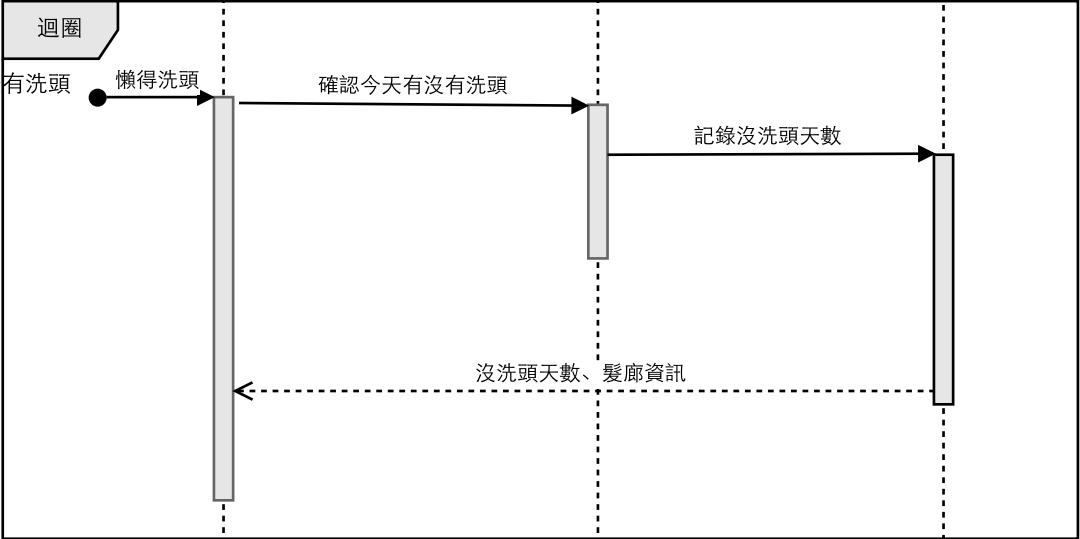 迴圈
有洗頭
懶得洗頭
確認今天有沒有洗頭
記錄沒洗頭天數
沒洗頭天數、髮廊資訊